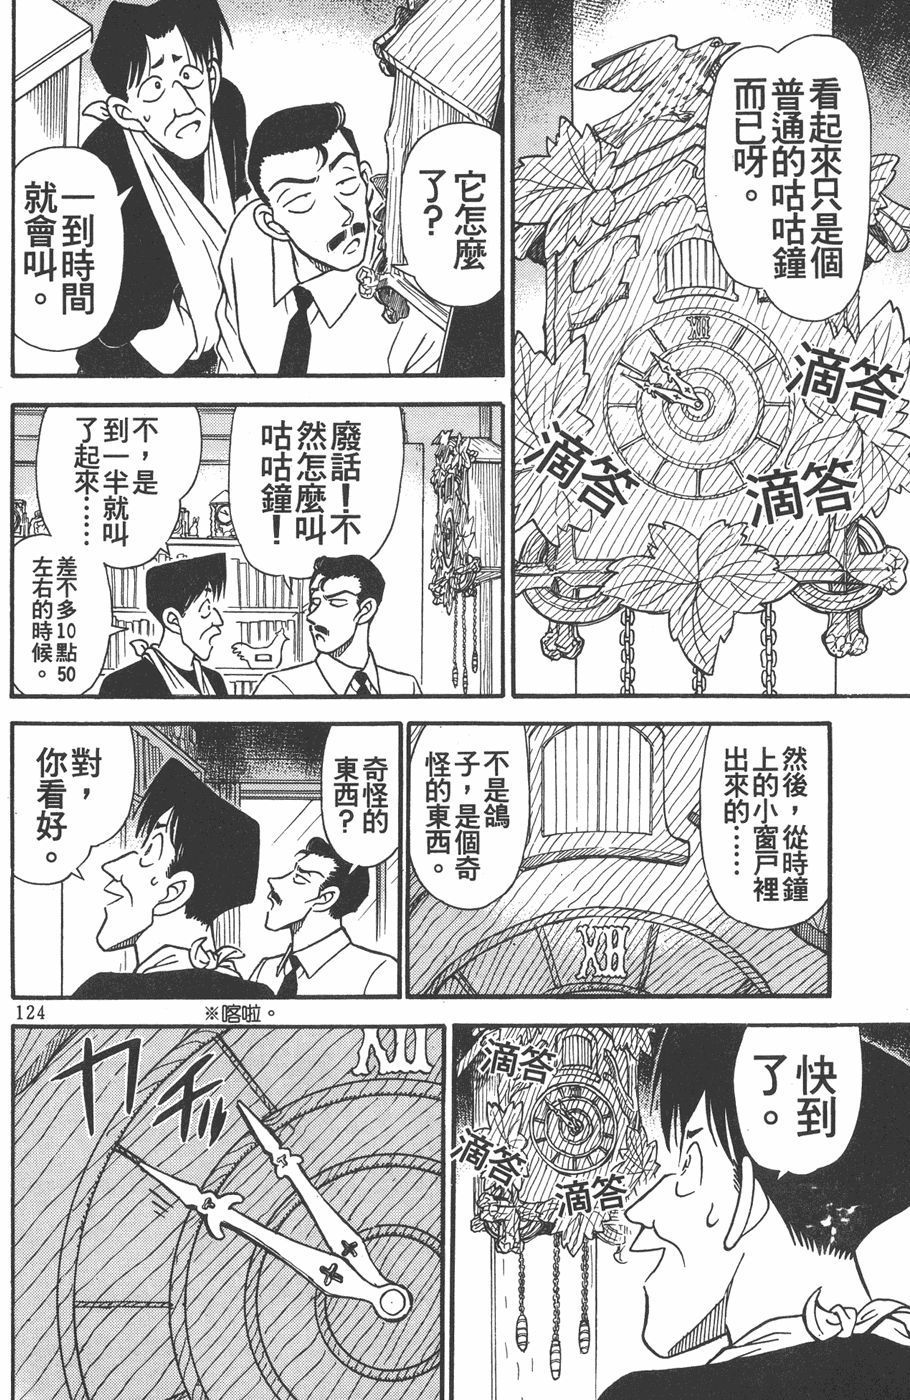 看起來只是個
普通的咕咕鐘
而已呀。
滴答
滴答
滴答
它怎麼
了？
一到時間
就會叫。
廢話！不
然怎麼叫
咕咕鐘！
不，是
到一半就叫
了起來……
差不多10點50
左右的時候。
然後，從時鐘
上的小窗戶裡
出來的……
不是鴿
子，是個奇
怪的東西。
XII
奇怪的
東西？
對，
你看好。
124
※喀啦。
快到
了。
滴答
滴答
滴答
カチッ
XII